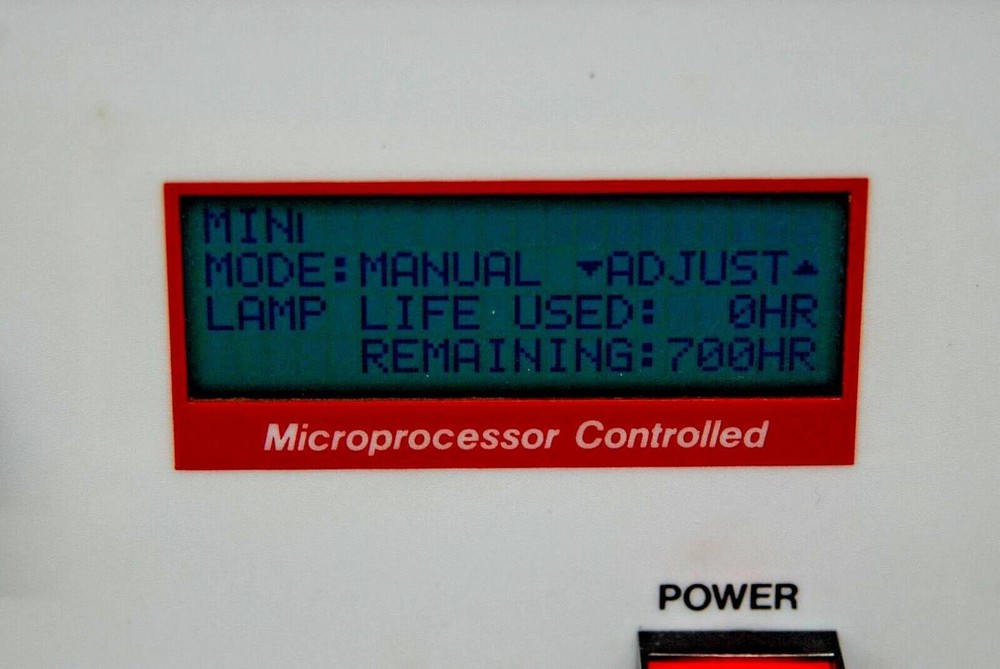 MINI
MODE:MANUAL ▼ADJUST▲
LAMP LIFE USED: 0HR
REMAINING:700HR
Microprocessor Controlled
POWER